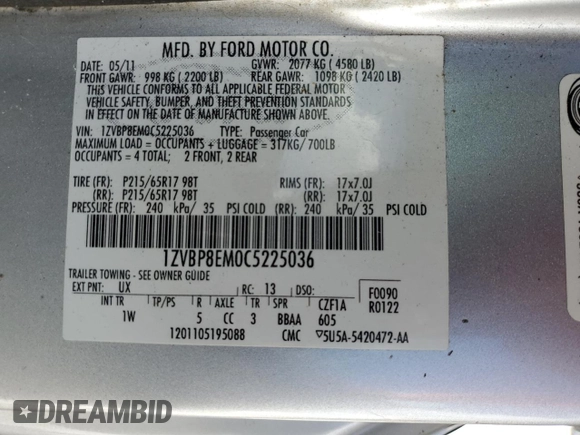 MFD. BY FORD MOTOR CO.
DATE: 05/11 GVWR: 2077 KG ( 4580 LB)
FRONT GAWR: 998 KG ( 2200 LB) REAR GAWR: 1098 KG ( 2420 LB)
THIS VEHICLE CONFORMS TO ALL APPLICABLE FEDERAL MOTOR
VEHICLE SAFETY, BUMPER, AND THEFT PREVENTION STANDARDS
IN EFFECT ON THE DATE OF MANUFACTURE SHOWN ABOVE.
VIN: 1ZVBP8EM0C5225036 TYPE: Passenger Car
MAXIMUM LOAD = OCCUPANTS + LUGGAGE = 317KG/ 700LB
OCCUPANTS = 4 TOTAL; 2 FRONT, 2 REAR
TIRE (FR): P215/65R17 98T RIMS (FR): 17x7.0J
(RR): P215/65R17 98T (RR): 17x7.0J
PRESSURE (FR): 240 kPa/ 35 PSI COLD (RR): 240 kPa/ 35 PSI COLD
1ZVBP8EM0C5225036
TRAILER TOWING - SEE OWNER GUIDE
EXT PNT: UX RC: 13 DSO: F0090
INT TR TP/PS R AXLE TR SPR CZF1A R0122
1W 5 CC 3 BBAA 605
1201105195088 CMC ▽5U5A-5420472-AA
DREAMBID